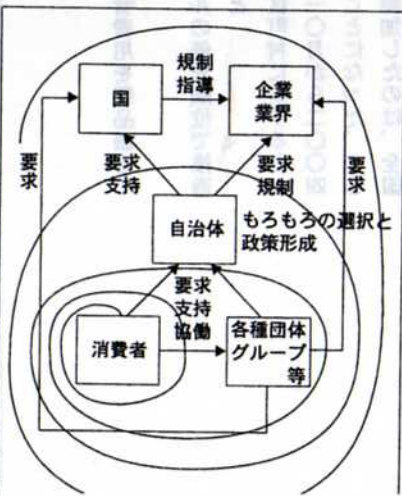 規制
指導
国
企業
業界
要求
要求
支持
要求
規制
要求
自治体
もろもろの選択と
政策形成
要求
支持
協働
消費者
各種団体
グループ
等